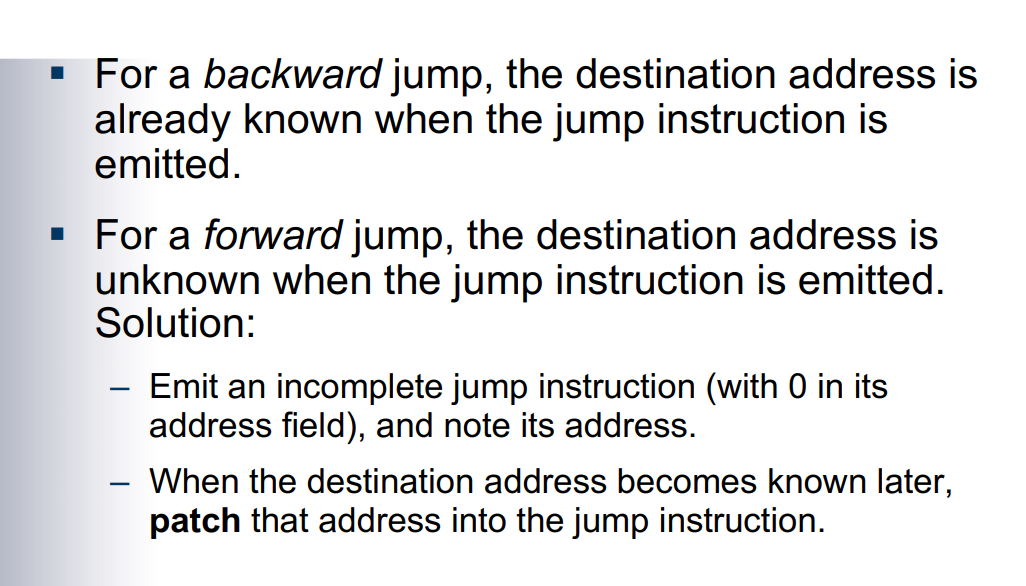 ▪ For a backward jump, the destination address is
already known when the jump instruction is
emitted.
▪ For a forward jump, the destination address is
unknown when the jump instruction is emitted.
Solution:
– Emit an incomplete jump instruction (with 0 in its
address field), and note its address.
– When the destination address becomes known later,
patch that address into the jump instruction.